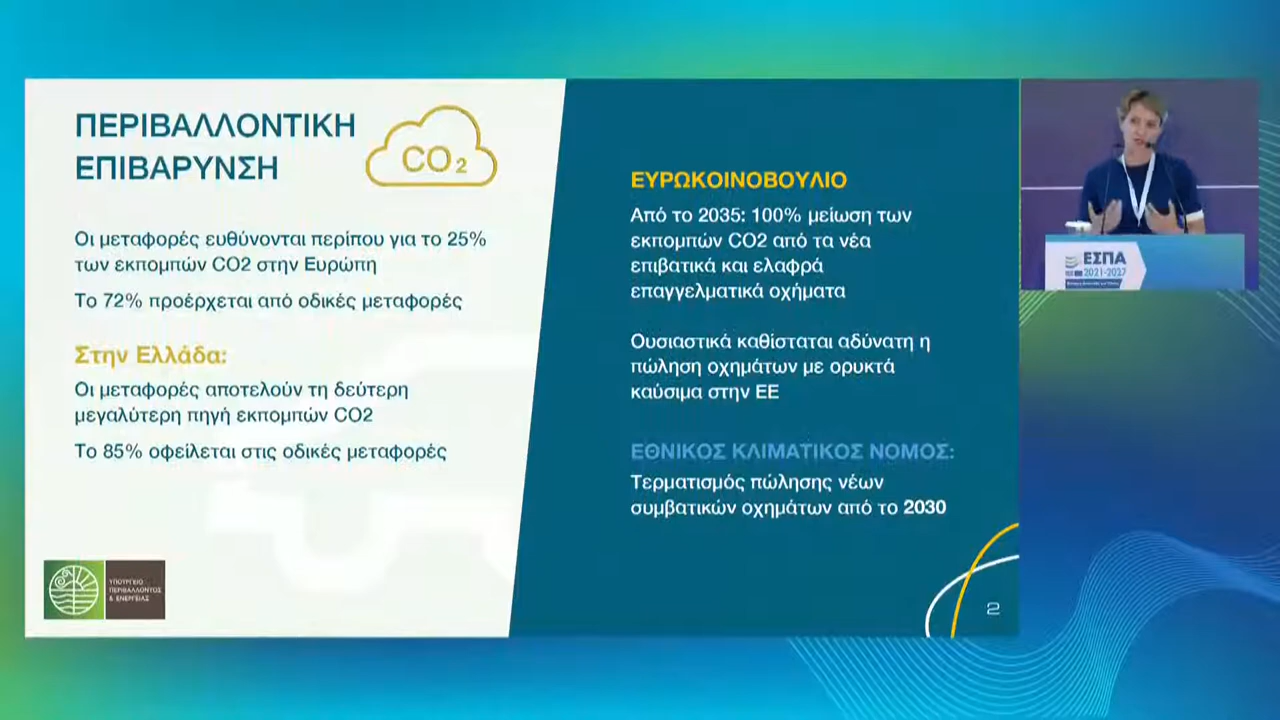 ΠΕΡΙΒΑΛΛΟΝΤΙΚΗ
ΕΠΙΒΑΡΥΝΣΗ
CO2
Οι μεταφορές ευθύνονται περίπου για το 25%
των εκπομπών CO2 στην Ευρώπη
Το 72% προέρχεται από οδικές μεταφορές
Στην Ελλάδα:
Οι μεταφορές αποτελούν τη δεύτερη
μεγαλύτερη πηγή εκπομπών CO2
Το 85% οφείλεται στις οδικές μεταφορές
ΥΠΟΥΡΓΕΙΟ
ΠΕΡΙΒΑΛΛΟΝΤΟΣ
& ΕΝΕΡΓΕΙΑΣ
ΕΥΡΩΚΟΙΝΟΒΟΥΛΙΟ
Από το 2035: 100% μείωση των
εκπομπών CO2 από τα νέα
επιβατικά και ελαφρά
επαγγελματικά οχήματα
Ουσιαστικά καθίσταται αδύνατη η
πώληση οχημάτων με ορυκτά
καύσιμα στην ΕΕ
ΕΘΝΙΚΟΣ ΚΛΙΜΑΤΙΚΟΣ ΝΟΜΟΣ:
Τερματισμός πώλησης νέων
συμβατικών οχημάτων από το 2030
2
ΕΣΠΑ
2021-2027